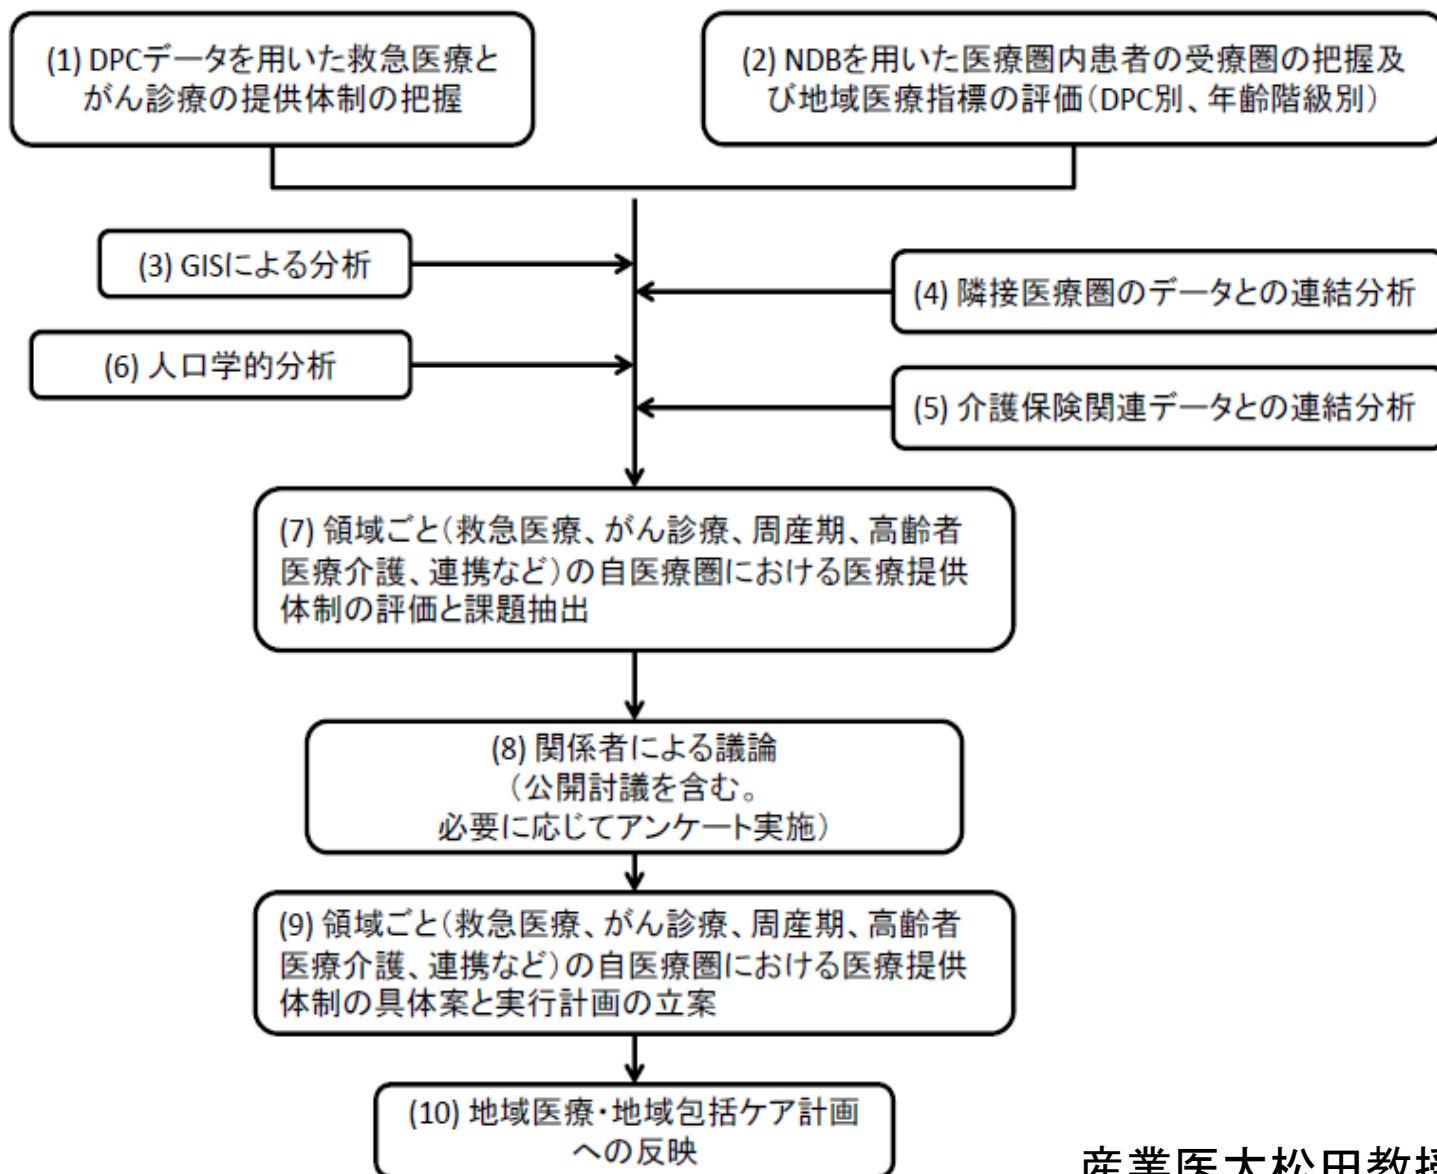 (1) DPCデータを用いた救急医療と
がん診療の提供体制の把握
(2) NDBを用いた医療圏内患者の受療圏の把握及
び地域医療指標の評価（DPC別、年齢階級別）
(3) GISによる分析
(4) 隣接医療圏のデータとの連結分析
(6) 人口学的分析
(5) 介護保険関連データとの連結分析
(7) 領域ごと（救急医療、がん診療、周産期、高齢者
医療介護、連携など）の自医療圏における医療提供
体制の評価と課題抽出
(8) 関係者による議論
（公開討議を含む。
必要に応じてアンケート実施）
(9) 領域ごと（救急医療、がん診療、周産期、高齢者
医療介護、連携など）の自医療圏における医療提供
体制の具体案と実行計画の立案
(10) 地域医療・地域包括ケア計画
への反映
産業医大松田教授